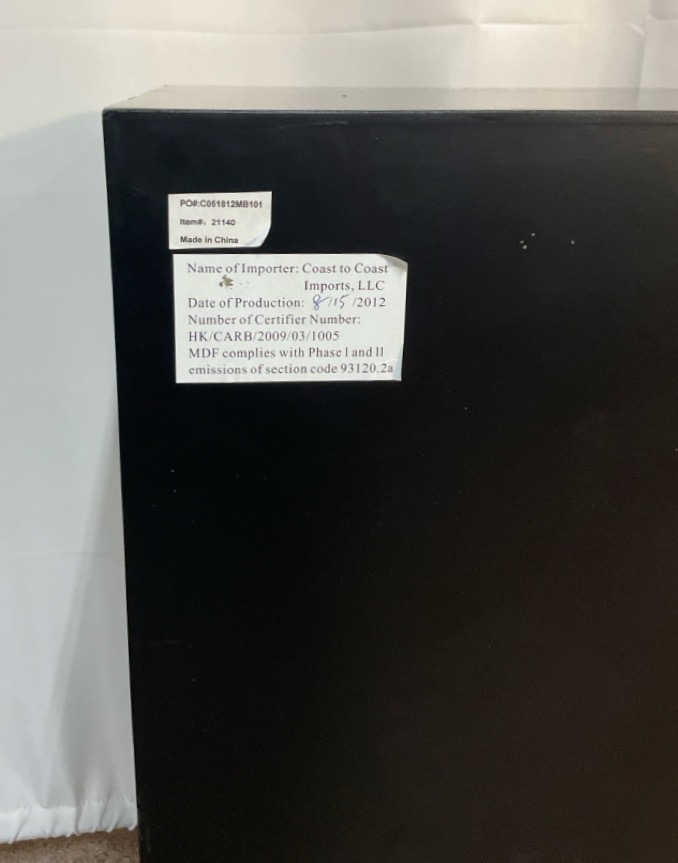 PO#:C051812MB101
Item#: 21140
Made in China
Name of Importer: Coast to Coast
Imports, LLC
Date of Production: 8/15/2012
Number of Certifier Number:
HK/CARB/2009/03/1005
MDF complies with Phase I and II
emissions of section code 93120.2a